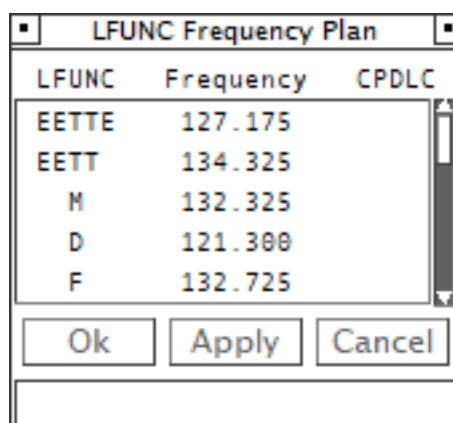 LFUNC Frequency Plan
LFUNC Frequency CPDLC
EETTE 127.175
EETT 134.325
M 132.325
D 121.300
F 132.725
Ok Apply Cancel